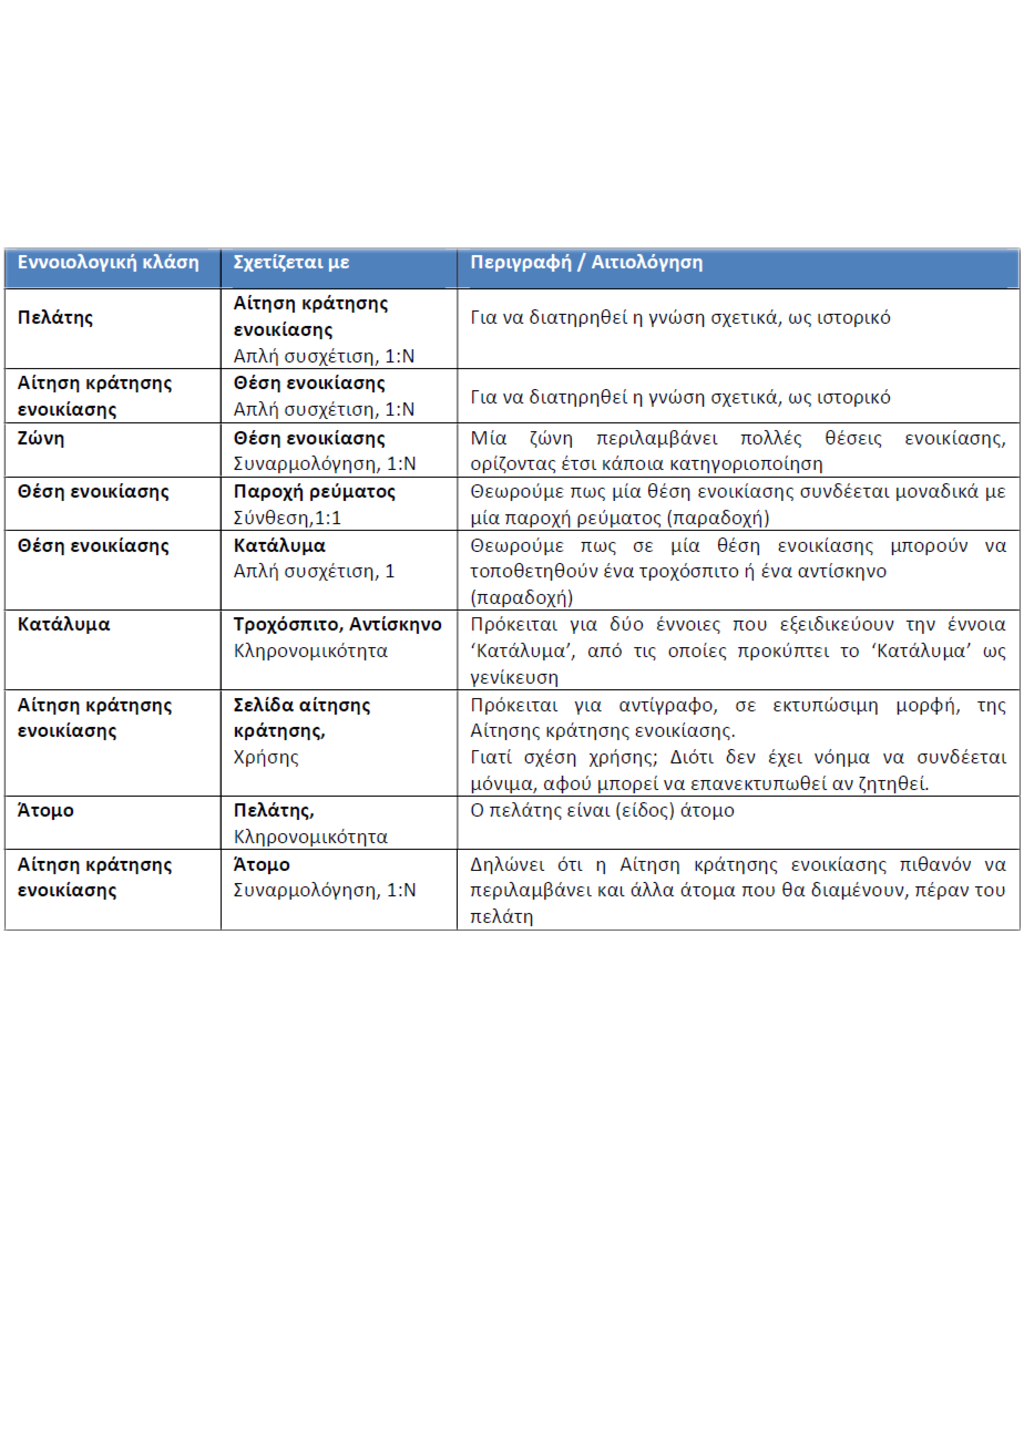 Εννοιολογική κλάση Σχετίζεται με Περιγραφή / Αιτιολόγηση
Πελάτης
Αίτηση κράτησης
ενοικίασης
Απλή συσχέτιση, 1:Ν
Για να διατηρηθεί η γνώση σχετικά, ως ιστορικό
Αίτηση κράτησης
ενοικίασης
Θέση ενοικίασης
Απλή συσχέτιση, 1:Ν
Για να διατηρηθεί η γνώση σχετικά, ως ιστορικό
Ζώνη
Θέση ενοικίασης
Συναρμολόγηση, 1:Ν
Μία ζώνη περιλαμβάνει πολλές θέσεις ενοικίασης,
ορίζοντας έτσι κάποια κατηγοριοποίηση
Θέση ενοικίασης
Παροχή ρεύματος
Σύνθεση,1:1
Θεωρούμε πως μία θέση ενοικίασης συνδέεται μοναδικά με
μία παροχή ρεύματος (παραδοχή)
Θέση ενοικίασης
Κατάλυμα
Απλή συσχέτιση, 1
Θεωρούμε πως σε μία θέση ενοικίασης μπορούν να
τοποθετηθούν ένα τροχόσπιτο ή ένα αντίσκηνο
(παραδοχή)
Κατάλυμα
Τροχόσπιτο, Αντίσκηνο
Κληρονομικότητα
Πρόκειται για δύο έννοιες που εξειδικεύουν την έννοια
‘Κατάλυμα’, από τις οποίες προκύπτει το ‘Κατάλυμα’ ως
γενίκευση
Αίτηση κράτησης
ενοικίασης
Σελίδα αίτησης
κράτησης,
Χρήσης
Πρόκειται για αντίγραφο, σε εκτυπώσιμη μορφή, της
Αίτησης κράτησης ενοικίασης.
Γιατί σχέση χρήσης; Διότι δεν έχει νόημα να συνδέεται
μόνιμα, αφού μπορεί να επανεκτυπωθεί αν ζητηθεί.
Άτομο
Πελάτης,
Κληρονομικότητα
Ο πελάτης είναι (είδος) άτομο
Αίτηση κράτησης
ενοικίασης
Άτομο
Συναρμολόγηση, 1:Ν
Δηλώνει ότι η Αίτηση κράτησης ενοικίασης πιθανόν να
περιλαμβάνει και άλλα άτομα που θα διαμένουν, πέραν του
πελάτη